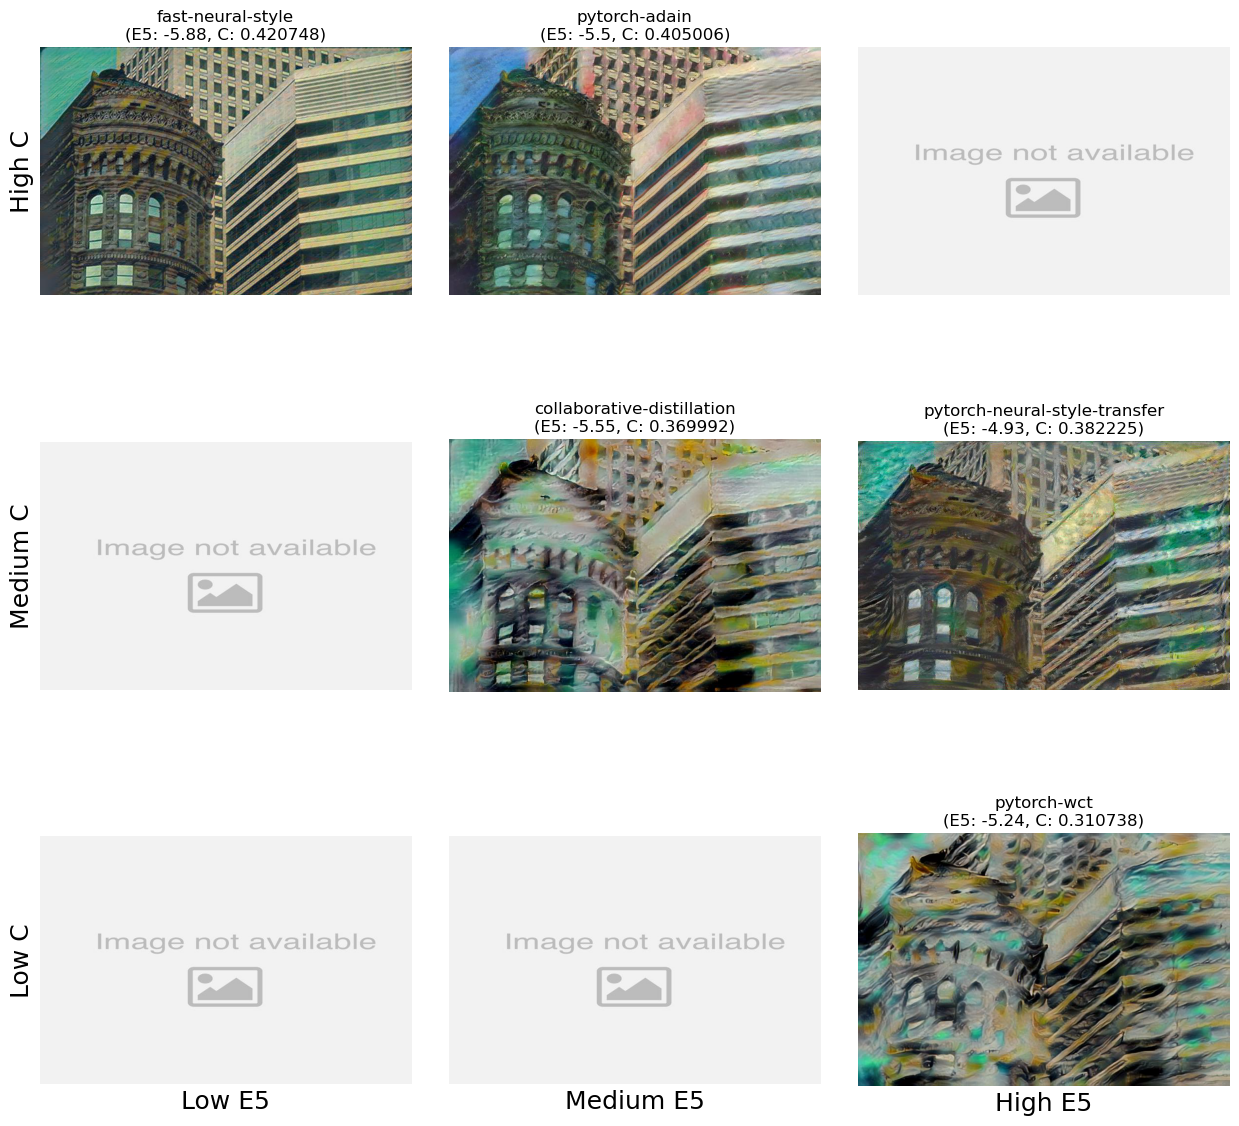 fast-neural-style
(E5: -5.88, C: 0.420748)
pytorch-adain
(E5: -5.5, C: 0.405006)
High C
Image not available
collaborative-distillation
(E5: -5.55, C: 0.369992)
pytorch-neural-style-transfer
(E5: -4.93, C: 0.382225)
Medium C
Image not available
pytorch-wct
(E5: -5.24, C: 0.310738)
Low C
Image not available
Image not available
Low E5
Medium E5
High E5